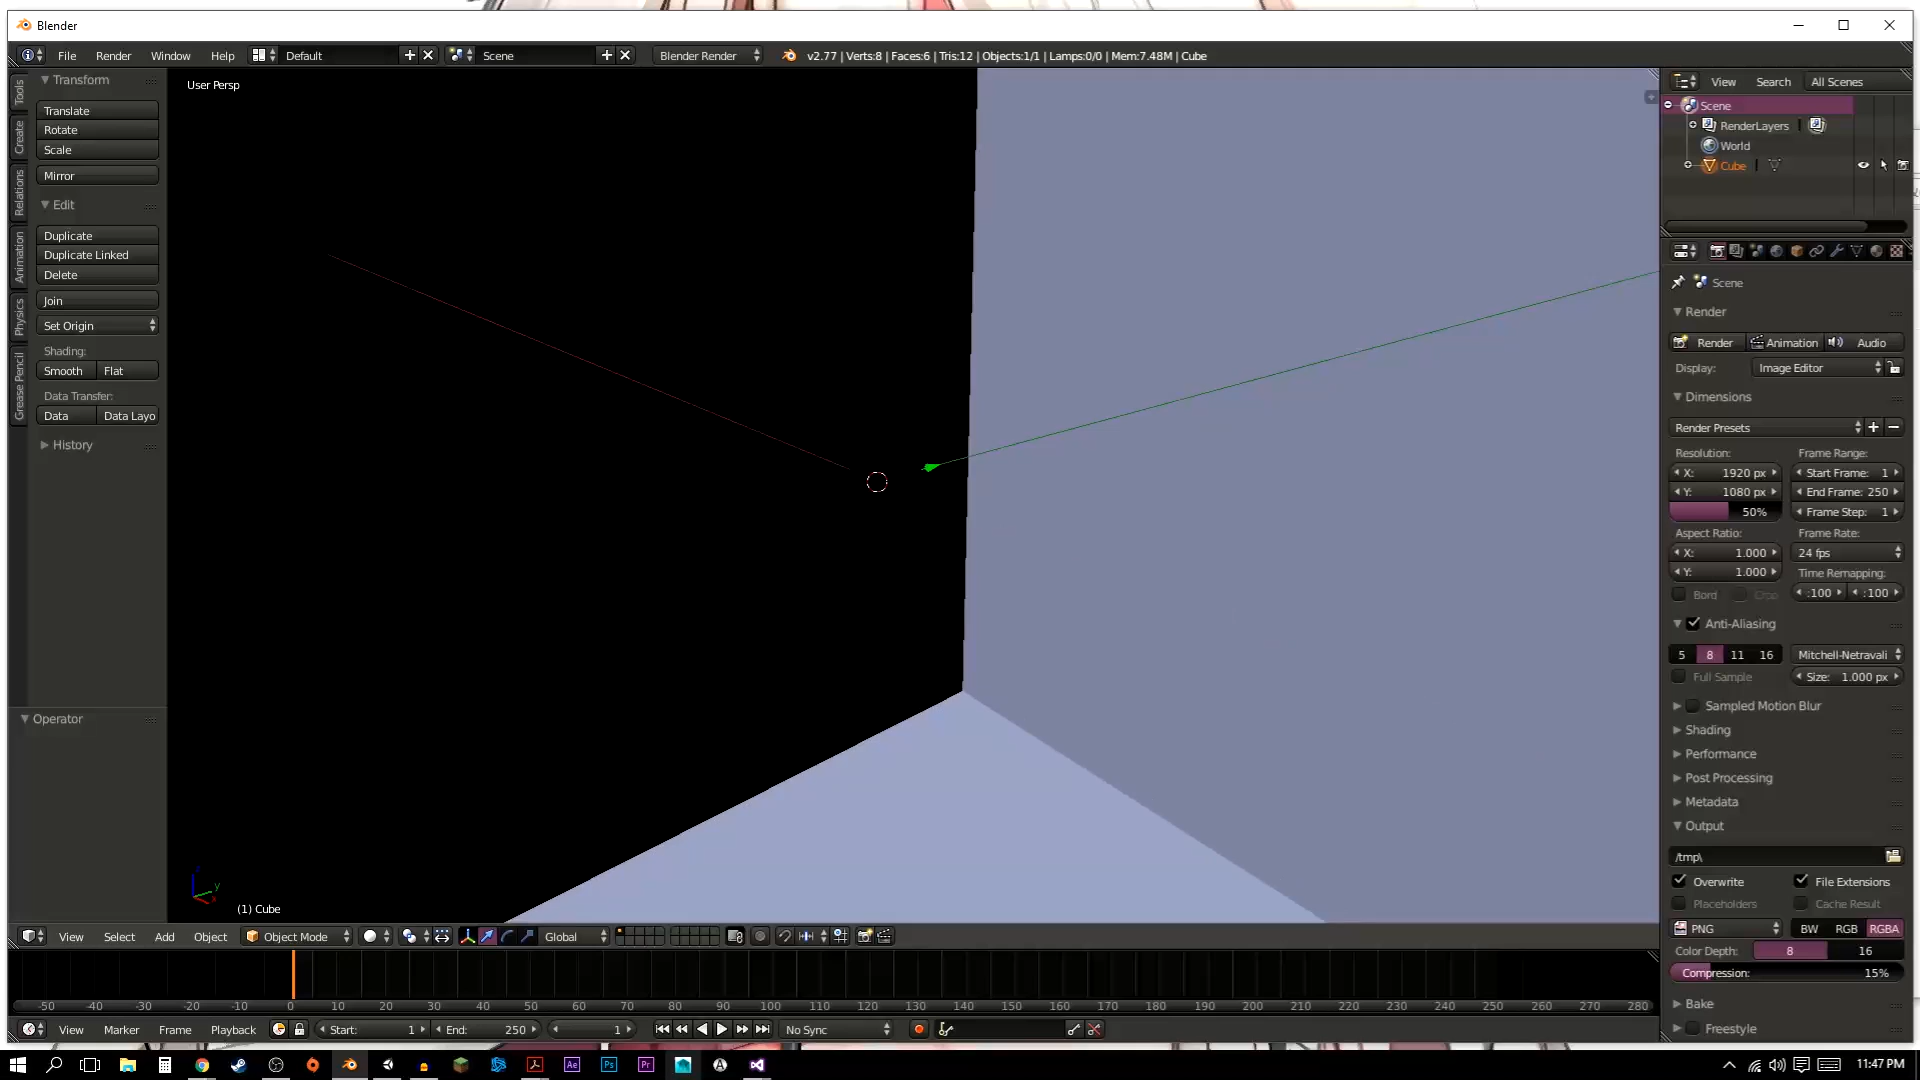 Blender
File Render Window Help Default Scene Blender Render v2.77 | Verts:8 | Faces:6 | Tris:12 | Objects:1/1 | Lamps:0/0 | Mem:7.48M | Cube
User Persp
Tools
Create
Relations
Animation
Physics
Grease Pencil
Transform
Translate
Rotate
Scale
Mirror
Edit
Duplicate
Duplicate Linked
Delete
Join
Set Origin
Shading:
Smooth Flat
Data Transfer:
Data Data Layo
History
Operator
z
y
x
(1) Cube
View Search All Scenes
Scene
RenderLayers
World
Cube
Scene
Render
Render Animation Audio
Display: Image Editor
Dimensions
Render Presets
Resolution: Frame Range:
X: 1920 px Start Frame: 1
Y: 1080 px End Frame: 250
50% Frame Step: 1
Aspect Ratio: Frame Rate:
X: 1.000 24 fps
Y: 1.000 Time Remapping:
Bord Crop :100 :100
Anti-Aliasing
5 8 11 16 Mitchell-Netravali
Full Sample Size: 1.000 px
Sampled Motion Blur
Shading
Performance
Post Processing
Metadata
Output
/tmp\
Overwrite File Extensions
Placeholders Cache Result
PNG BW RGB RGBA
Color Depth: 8 16
Compression: 15%
Bake
Freestyle
View Select Add Object Object Mode Global
-50 -40 -30 -20 -10 0 10 20 30 40 50 60 70 80 90 100 110 120 130 140 150 160 170 180 190 200 210 220 230 240 250 260 270 280
View Marker Frame Playback Start: 1 End: 250 1 No Sync
Ae Ps Pr A
11:47 PM